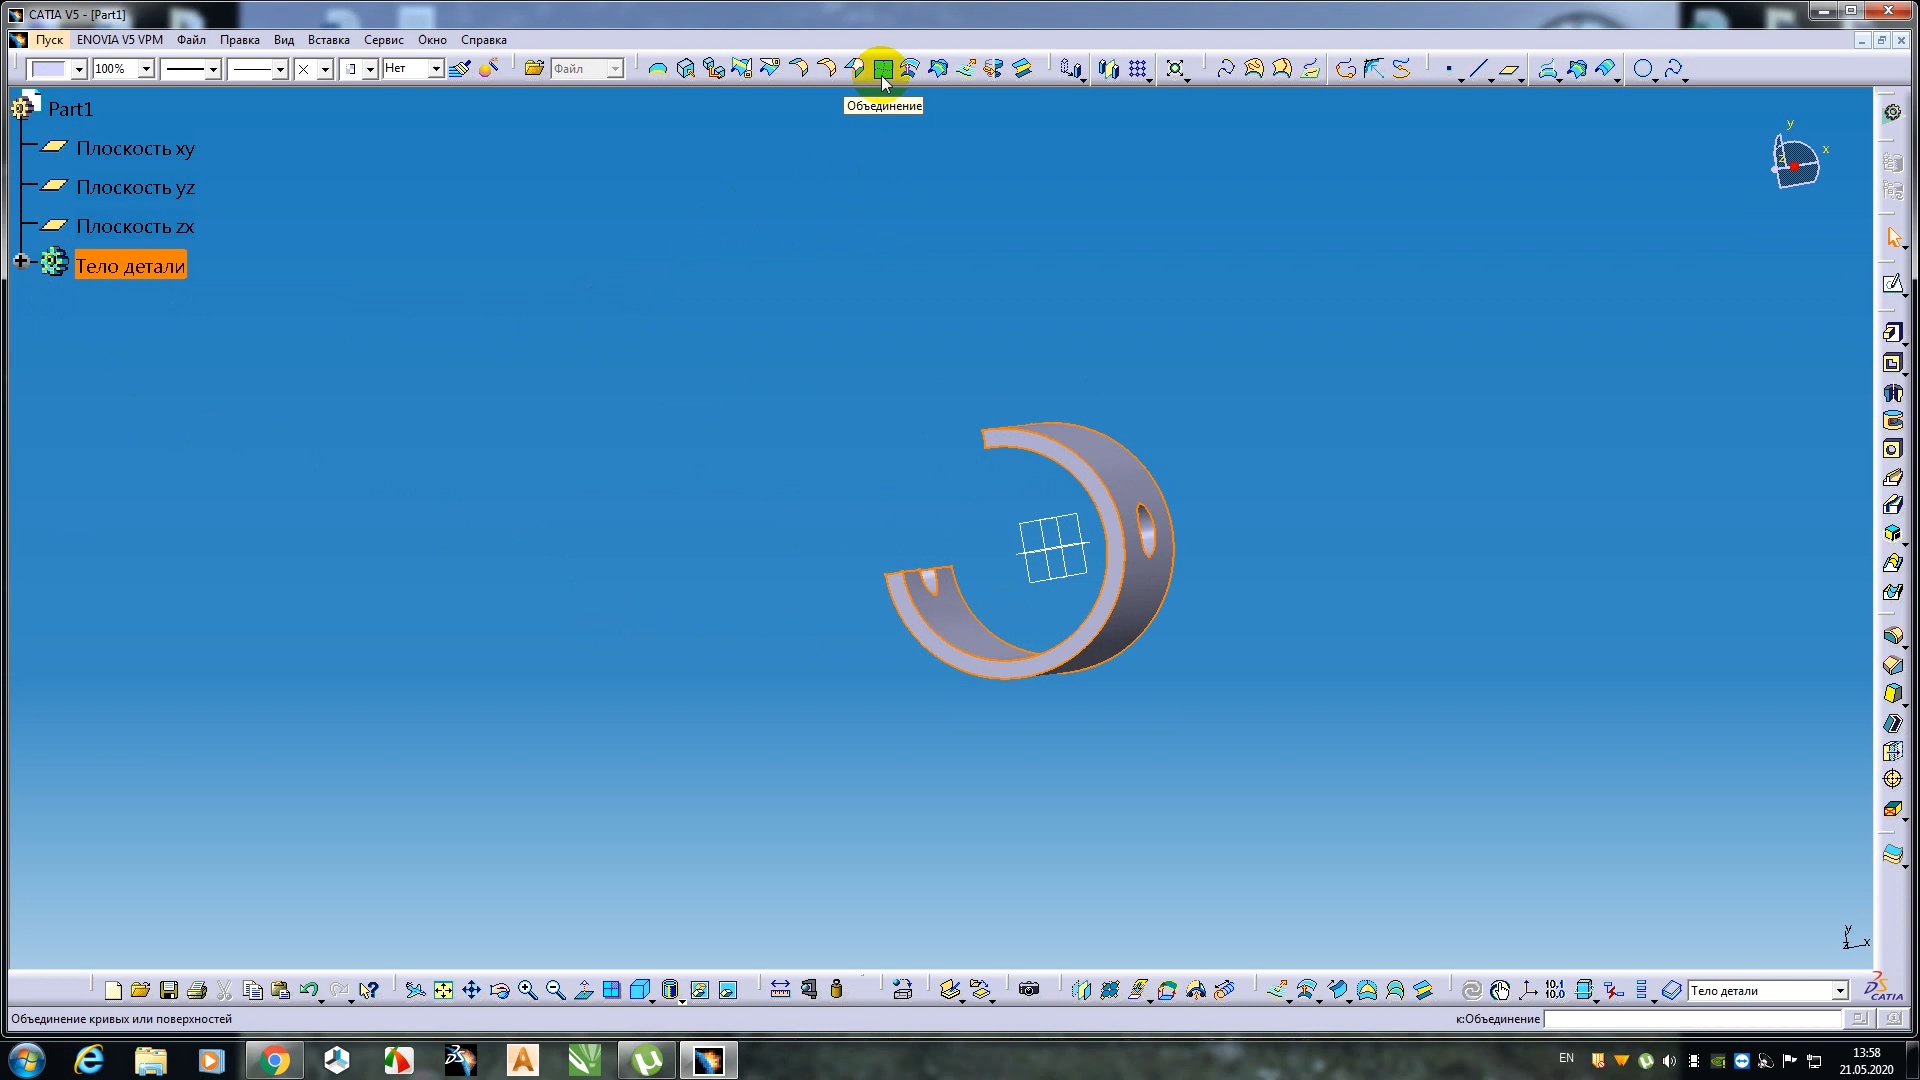 CATIA V5 - [Part1]
Пуск ENOVIA V5 VPM Файл Правка Вид Вставка Сервис Окно Справка
100% Нет Файл
Объединение
Part1
Плоскость xy
Плоскость yz
Плоскость zx
Тело детали
y
x
z
y
z x
Тело детали
CATIA
Объединение кривых или поверхностей
к:Объединение
EN
13:58
21.05.2020